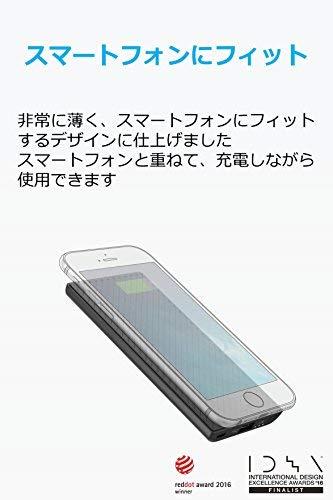 スマートフォンにフィット
非常に薄く、スマートフォンにフィット
するデザインに仕上げました
スマートフォンと重ねて、充電しながら
使用できます
reddot award 2016
winner
IDSA
INTERNATIONAL DESIGN
EXCELLENCE AWARDS'16
FINALIST